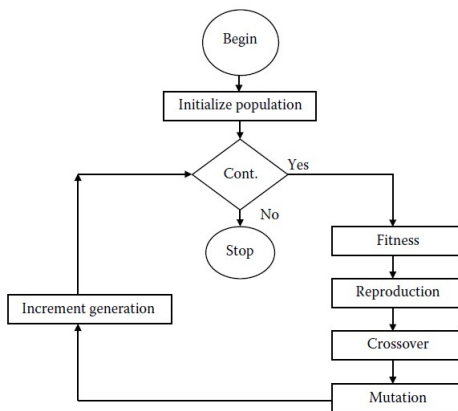 Begin
Initialize population
Cont.
Yes
No
Stop
Fitness
Reproduction
Crossover
Mutation
Increment generation